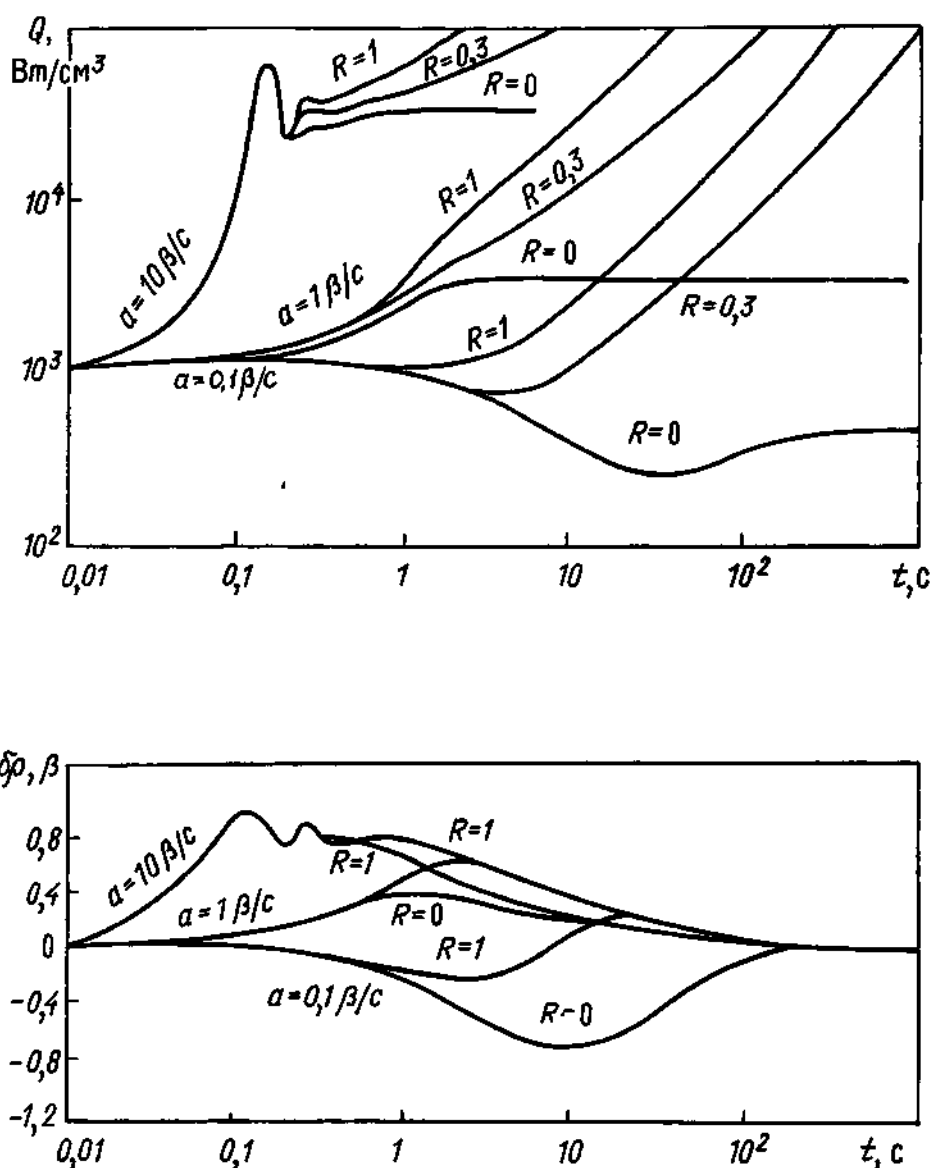 Q,
Вт/см³
R=1
R=0,3
R=0
10⁴
a=10β/c
R=1
R=0,3
a=1β/c
R=0
R=0,3
R=1
10³
a=0,1β/c
R=0
10²
0,01 0,1 1 10 10² t,c
δρ,β
0,8
R=1
a=10β/c
R=1
0,4
a=1β/c
R=0
0
R=1
a=0,1β/c
-0,4
R-0
-0,8
-1,2
0,01 0,1 1 10 10² t,c